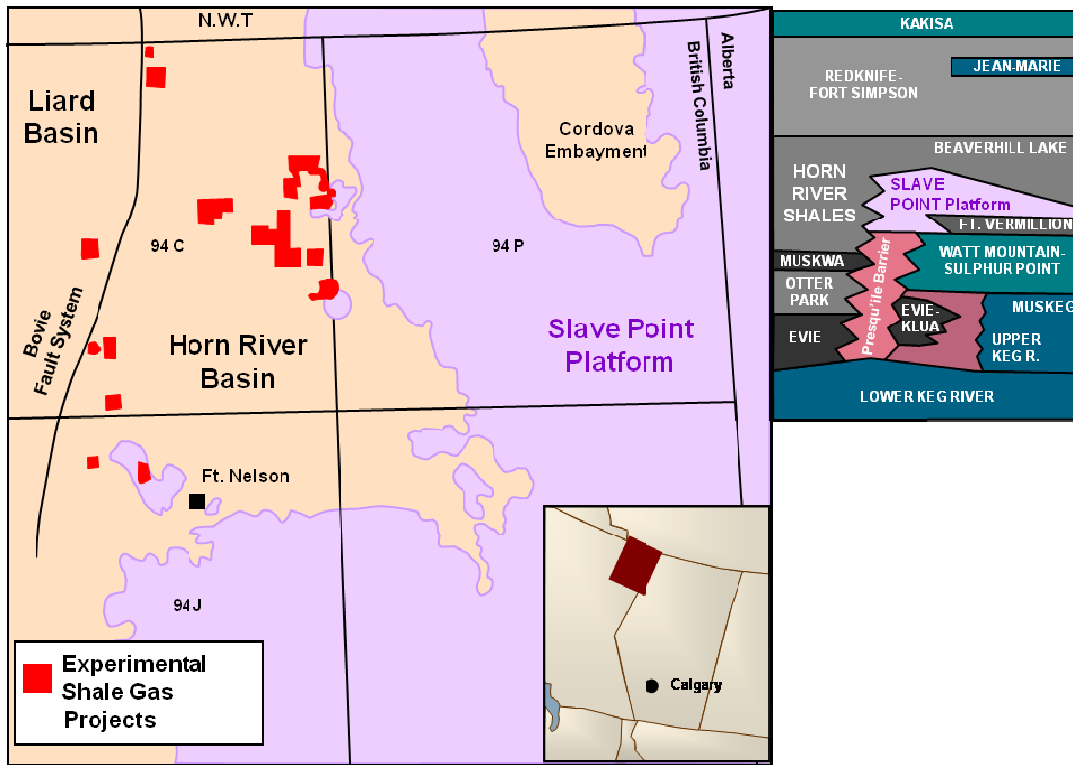 N.W.T
Liard
Basin
Alberta
British Columbia
Cordova
Embayment
94 C
94 P
Bovie
Fault System
Horn River
Basin
Slave Point
Platform
Ft. Nelson
94 J
Experimental
Shale Gas
Projects
Calgary
KAKISA
JEAN-MARIE
REDKNIFE-
FORT SIMPSON
BEAVERHILL LAKE
HORN
RIVER
SHALES
SLAVE
POINT Platform
FT. VERMILLION
MUSKWA
WATT MOUNTAIN-
SULPHUR POINT
OTTER
PARK
Presqu'ile Barrier
EVIE-
KLUA
MUSKEG
EVIE
UPPER
KEG R.
LOWER KEG RIVER